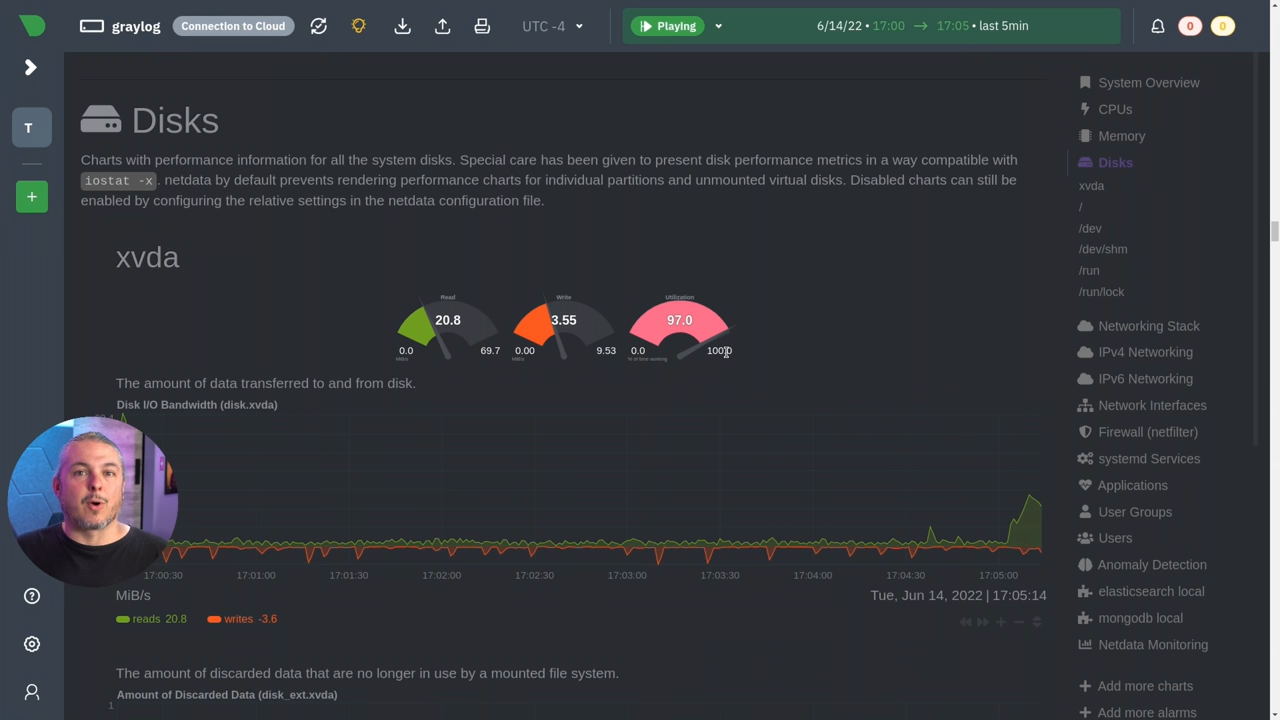 graylog
Connection to Cloud
UTC -4
Playing
6/14/22 • 17:00 → 17:05 • last 5min
0
0
T
+
Disks
Charts with performance information for all the system disks. Special care has been given to present disk performance metrics in a way compatible with
iostat -x. netdata by default prevents rendering performance charts for individual partitions and unmounted virtual disks. Disabled charts can still be
enabled by configuring the relative settings in the netdata configuration file.
xvda
Read
20.8
0.0
69.7
MiB/s
Write
3.55
0.00
9.53
MiB/s
Utilization
97.0
0.0
100.0
% of time working
The amount of data transferred to and from disk.
Disk I/O Bandwidth (disk.xvda)
17:00:30
17:01:00
17:01:30
17:02:00
17:02:30
17:03:00
17:03:30
17:04:00
17:04:30
17:05:00
MiB/s
Tue, Jun 14, 2022 | 17:05:14
reads 20.8
writes -3.6
The amount of discarded data that are no longer in use by a mounted file system.
Amount of Discarded Data (disk_ext.xvda)
1
System Overview
CPUs
Memory
Disks
xvda
/
/dev
/dev/shm
/run
/run/lock
Networking Stack
IPv4 Networking
IPv6 Networking
Network Interfaces
Firewall (netfilter)
systemd Services
Applications
User Groups
Users
Anomaly Detection
elasticsearch local
mongodb local
Netdata Monitoring
Add more charts
Add more alarms